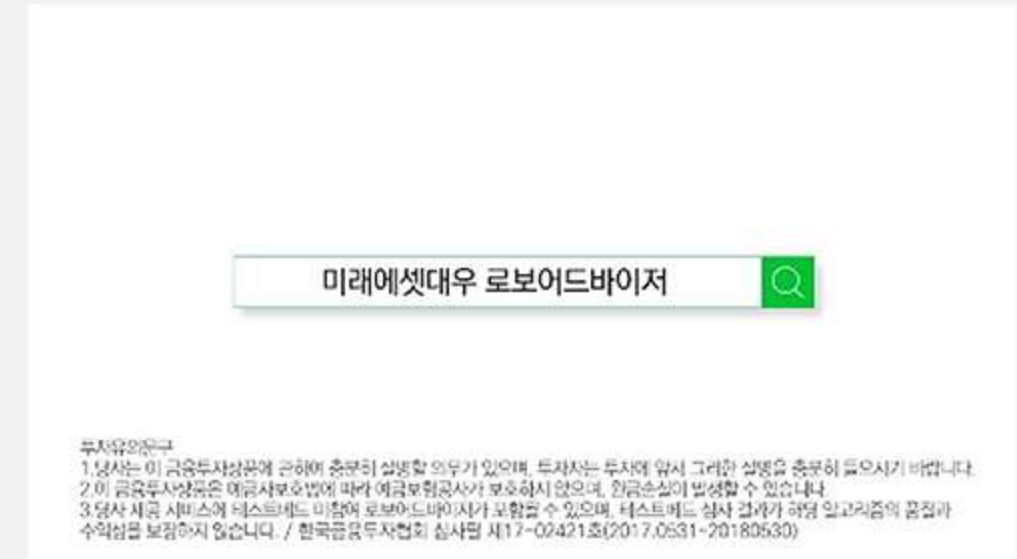 미래에셋대우 로보어드바이저
투자유의문구
1.당사는 이 금융투자상품에 관하여 충분히 설명할 의무가 있으며, 투자자는 투자에 앞서 그러한 설명을 충분히 들으시기 바랍니다.
2.이 금융투자상품은 예금자보호법에 따라 예금보험공사가 보호하지 않으며, 원금손실이 발생할 수 있습니다.
3.당사 제공 서비스에 테스트베드 미참여 로보어드바이저가 포함될 수 있으며, 테스트베드 심사 결과가 해당 알고리즘의 품질과
수익성을 보장하지 않습니다. / 한국금융투자협회 심사필 제17-02421호(2017.0531~20180530)